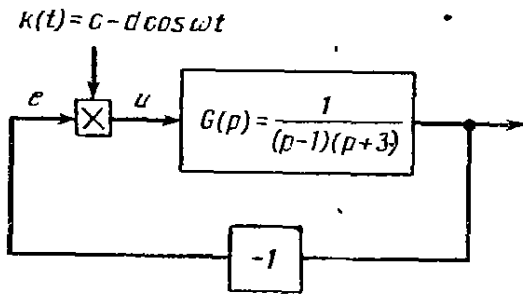 к(t)=c-d cos ωt
e
×
u
G(p)= 1 / (p-1)(p+3)
-1